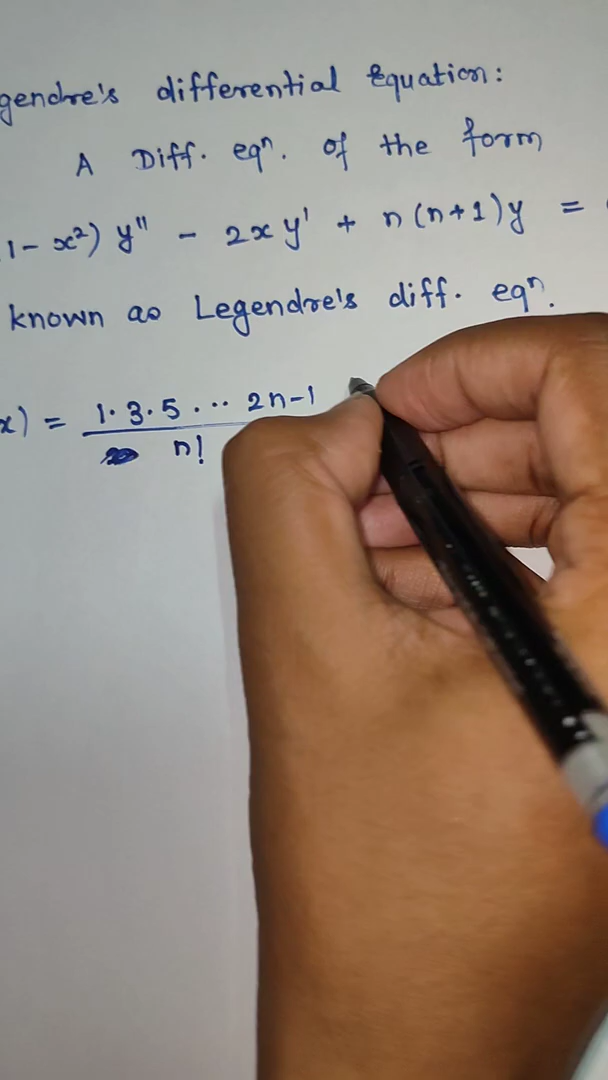 gendre's differential Equation:
A Diff. eqⁿ. of the form
1 - x²) y" - 2x y' + n(n+1)y =
known as Legendre's diff. eqⁿ.
x) = 1·3·5 ... 2n-1
n!